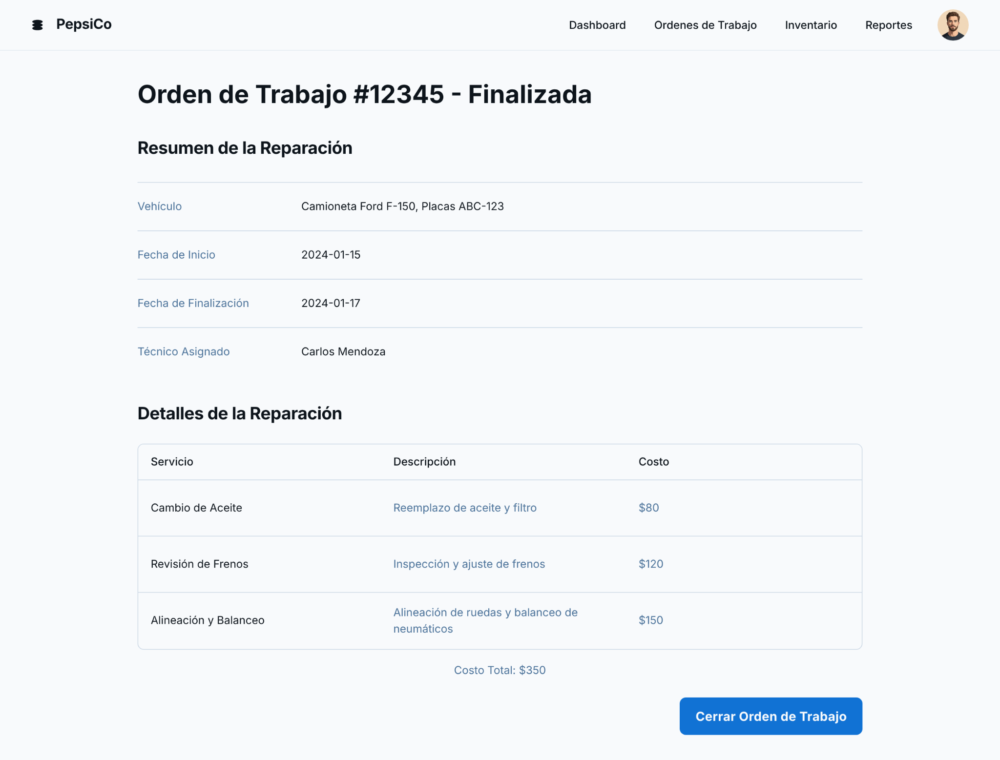 PepsiCo
Dashboard
Ordenes de Trabajo
Inventario
Reportes
Orden de Trabajo #12345 - Finalizada
Resumen de la Reparación
Vehículo
Camioneta Ford F-150, Placas ABC-123
Fecha de Inicio
2024-01-15
Fecha de Finalización
2024-01-17
Técnico Asignado
Carlos Mendoza
Detalles de la Reparación
Servicio
Descripción
Costo
Cambio de Aceite
Reemplazo de aceite y filtro
$80
Revisión de Frenos
Inspección y ajuste de frenos
$120
Alineación y Balanceo
Alineación de ruedas y balanceo de
neumáticos
$150
Costo Total: $350
Cerrar Orden de Trabajo